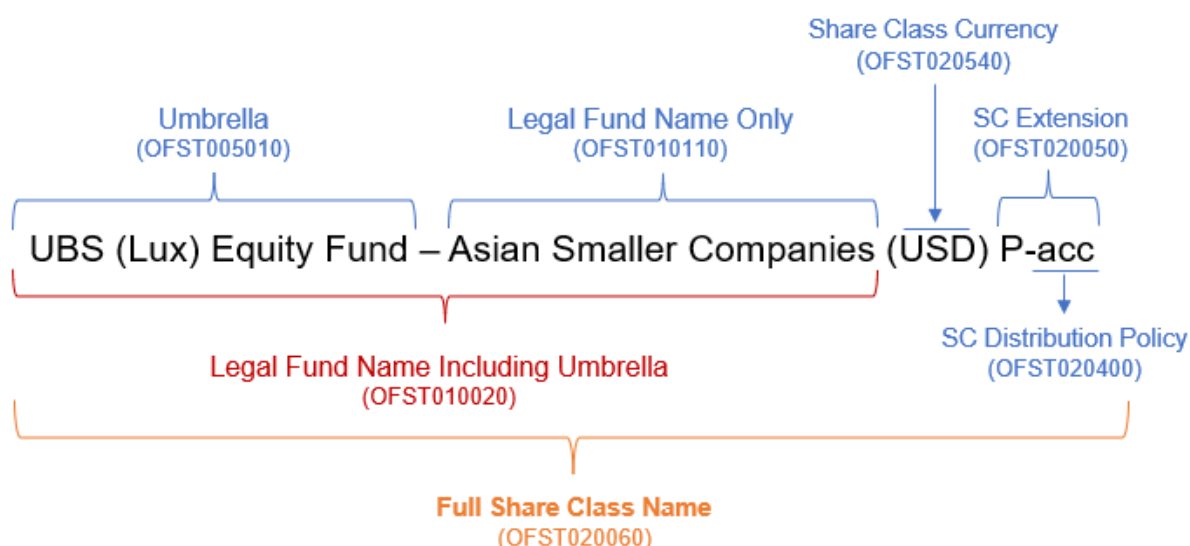 Share Class Currency
(OFST020540)
Umbrella
(OFST005010)
Legal Fund Name Only
(OFST010110)
SC Extension
(OFST020050)
UBS (Lux) Equity Fund – Asian Smaller Companies (USD) P-acc
SC Distribution Policy
(OFST020400)
Legal Fund Name Including Umbrella
(OFST010020)
Full Share Class Name
(OFST020060)